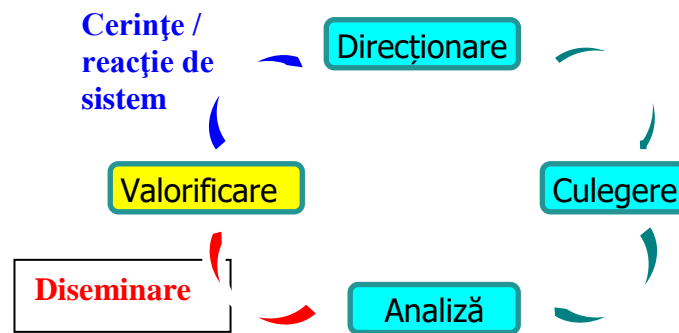 Cerinţe /
reacţie de
sistem
Direcționare
Valorificare
Culegere
Diseminare
Analiză